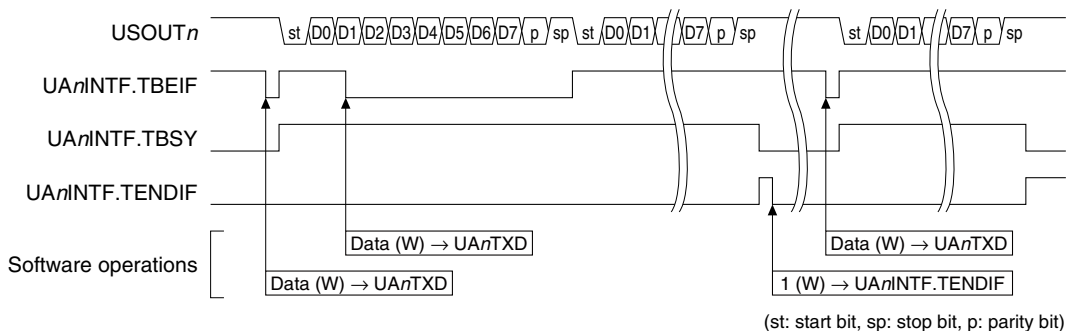 USOUTn st D0 D1 D2 D3 D4 D5 D6 D7 p sp st D0 D1 D7 p sp st D0 D1 D7 p sp
UAnINTF.TBEIF
UAnINTF.TBSY
UAnINTF.TENDIF
Software operations
Data (W) → UAnTXD Data (W) → UAnTXD
Data (W) → UAnTXD 1 (W) → UAnINTF.TENDIF
(st: start bit, sp: stop bit, p: parity bit)